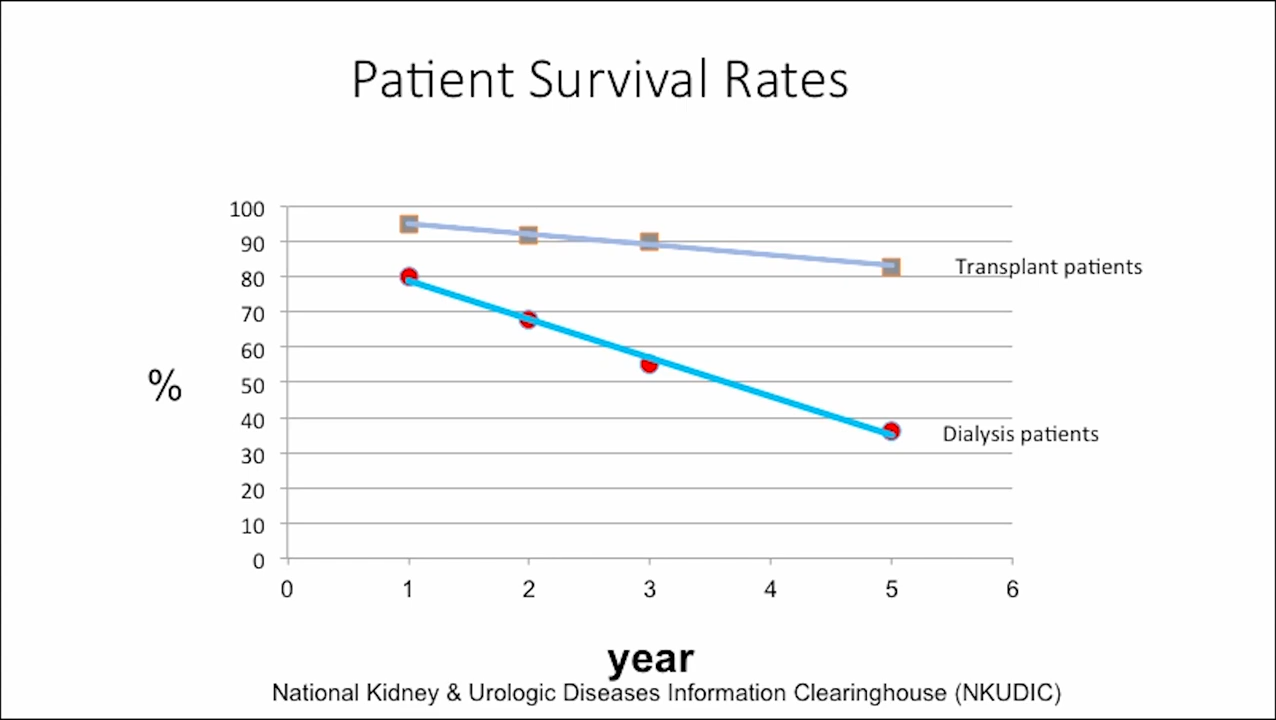 Patient Survival Rates
100
90
80
70
60
50
40
30
20
10
0
%
Transplant patients
Dialysis patients
0 1 2 3 4 5 6
year
National Kidney & Urologic Diseases Information Clearinghouse (NKUDIC)